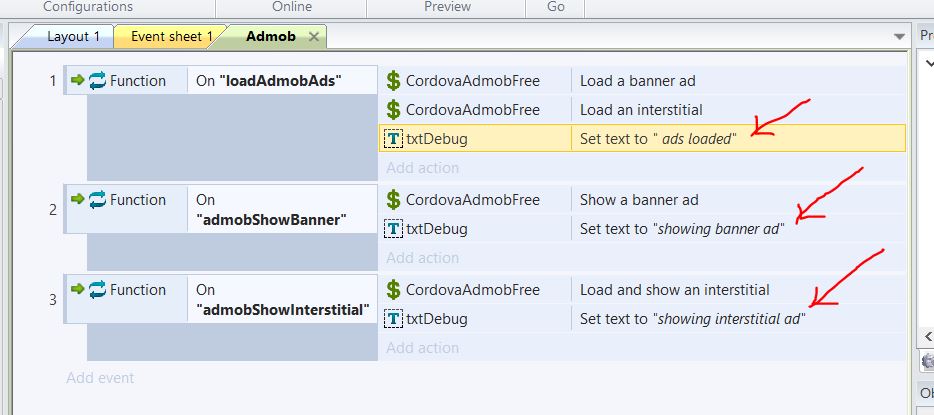 Configurations Online Preview Go
Layout 1 Event sheet 1 Admob Pr
1 Function On "loadAdmobAds" CordovaAdmobFree Load a banner ad
CordovaAdmobFree Load an interstitial
T txtDebug Set text to " ads loaded"
Add action
2 Function On "admobShowBanner" CordovaAdmobFree Show a banner ad
T txtDebug Set text to "showing banner ad"
Add action
3 Function On "admobShowInterstitial" CordovaAdmobFree Load and show an interstitial
T txtDebug Set text to "showing interstitial ad"
Add action
Add event
Ob